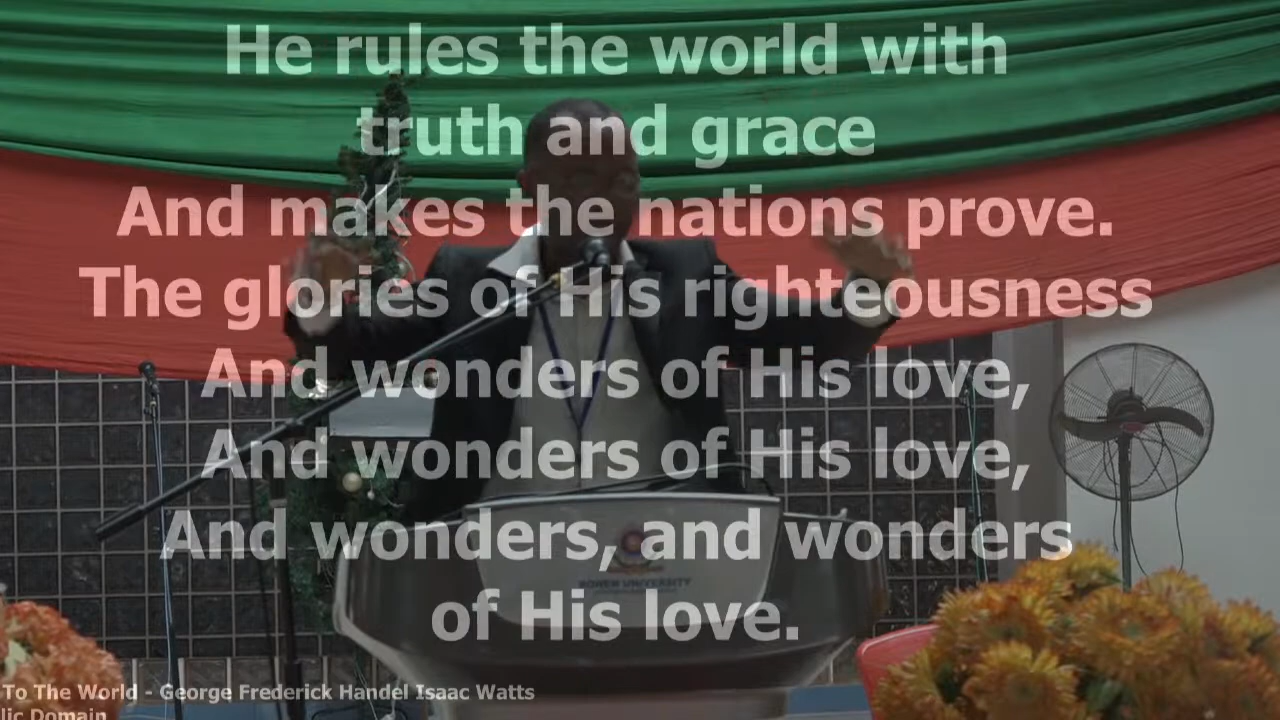 He rules the world with
truth and grace
And makes the nations prove.
The glories of His righteousness
And wonders of His love,
And wonders of His love,
And wonders, and wonders
BOWEN UNIVERSITY
of His love.
To The World - George Frederick Handel Isaac Watts
lic Domain